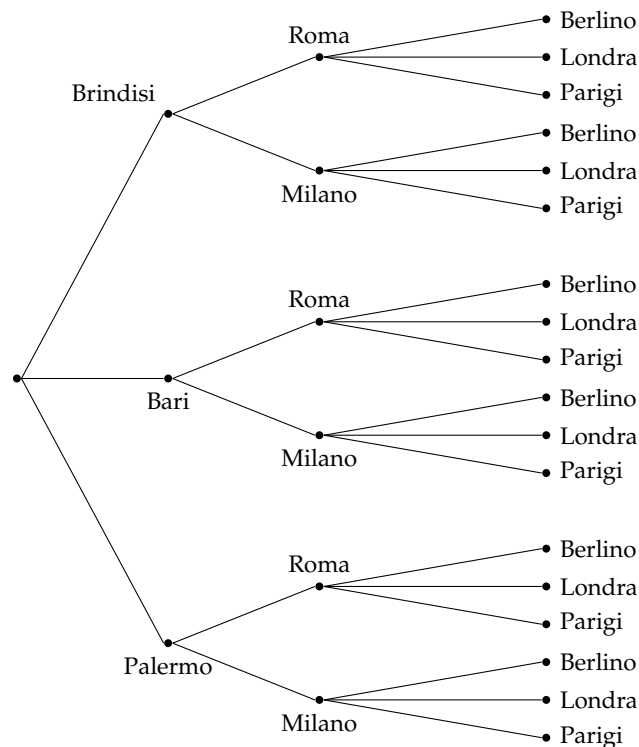 Berlino
Roma
Londra
Brindisi
Parigi
Berlino
Londra
Milano
Parigi
Berlino
Roma
Londra
Parigi
Bari
Berlino
Londra
Milano
Parigi
Berlino
Roma
Londra
Parigi
Palermo
Berlino
Londra
Milano
Parigi